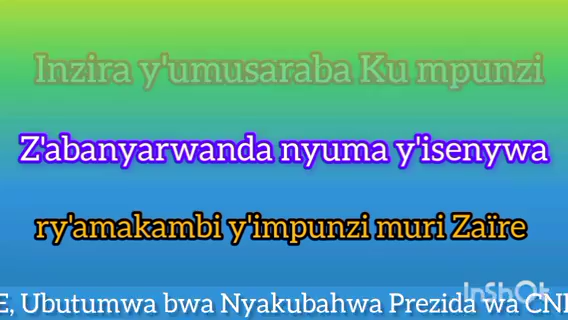 Inzira y'umusaraba Ku mpunzi
Z'abanyarwanda nyuma y'isenywa
ry'amakambi y'impunzi muri Zaïre
InShOt
E, Ubutumwa bwa Nyakubahwa Prezida wa